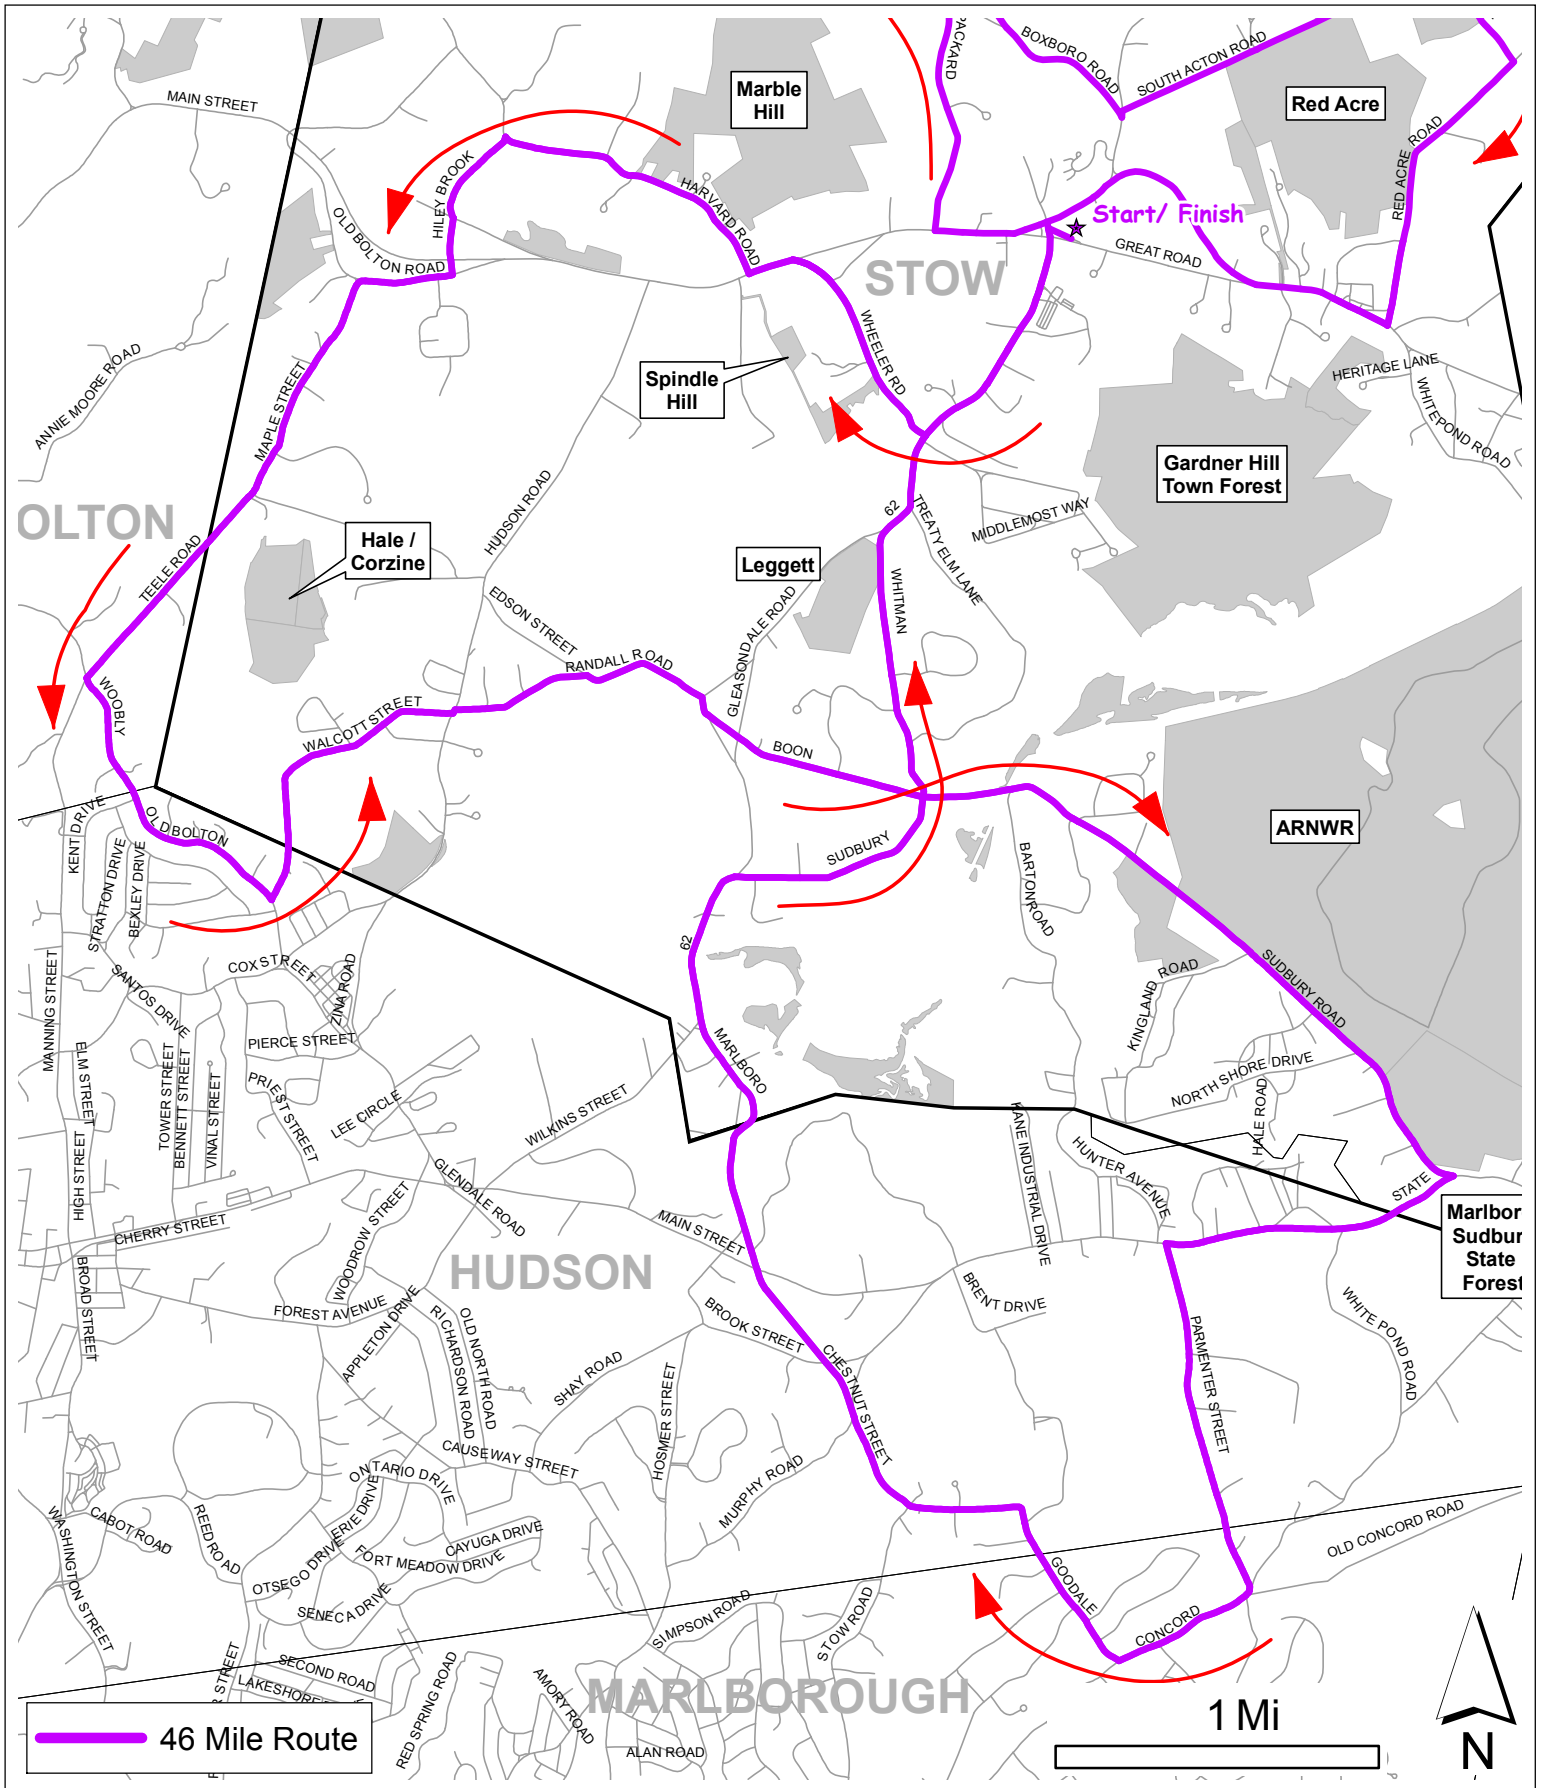 PACKARD
BOXBORO ROAD
SOUTH ACTON ROAD
Marble
Hill
Red Acre
MAIN STREET
RED ACRE ROAD
HILEY BROOK
HARVARD ROAD
OLD BOLTON ROAD
Start/ Finish
GREAT ROAD
STOW
WHEELER RD
Spindle
Hill
HERITAGE LANE
WHITEPOND ROAD
ANNIE MOORE ROAD
MAPLE STREET
Gardner Hill
Town Forest
HUDSON ROAD
62
TREATY ELM LANE
MIDDLEMOST WAY
OLTON
Hale /
Corzine
Leggett
TEELE ROAD
EDSON STREET
WHITMAN
GLEASONDALE ROAD
RANDALL ROAD
WOOBLY
WALCOTT STREET
BOON
KENT DRIVE
OLD BOLTON
STRATTON DRIVE
BEXLEY DRIVE
SUDBURY
BARTON ROAD
ARNWR
62
COX STREET
SANTOS DRIVE
ZINA ROAD
MANNING STREET
KINGLAND ROAD
SUDBURY ROAD
PIERCE STREET
ELM STREET
TOWER STREET
BENNETT STREET
VINAL STREET
PRIEST STREET
LEE CIRCLE
WILKINS STREET
MARLBORO
NORTH SHORE DRIVE
HALE ROAD
KANE INDUSTRIAL DRIVE
HUNTER AVENUE
STATE
HIGH STREET
CHERRY STREET
GLENDALE ROAD
WOODROW STREET
MAIN STREET
Marlbor
Sudbur
State
Forest
HUDSON
BROAD STREET
FOREST AVENUE
APPLETON DRIVE
RICHARDSON ROAD
OLD NORTH ROAD
BROOK STREET
BRENT DRIVE
WHITE POND ROAD
PARMENTER STREET
SHAY ROAD
CHESTNUT STREET
HOSMER STREET
CAUSEWAY STREET
MURPHY ROAD
ONTARIO DRIVE
ERIE DRIVE
WASHINGTON STREET
CABOT ROAD
REED ROAD
CAYUGA DRIVE
FORT MEADOW DRIVE
OTSEGO DRIVE
SENECA DRIVE
OLD CONCORD ROAD
GOODALE
CONCORD
SIMPSON ROAD
STOW ROAD
SECOND ROAD
LAKESHORE
R STREET
RED SPRING ROAD
AMORY ROAD
MARLBOROUGH
ALAN ROAD
46 Mile Route
1 Mi
N